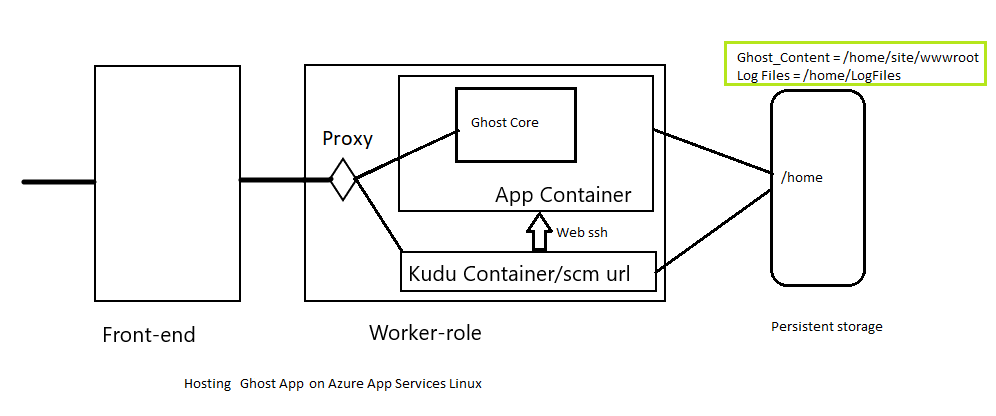 Ghost_Content = /home/site/wwwroot
Log Files = /home/LogFiles
Ghost Core
Proxy
/home
App Container
Web ssh
Kudu Container/scm url
Front-end
Worker-role
Persistent storage
Hosting Ghost App on Azure App Services Linux